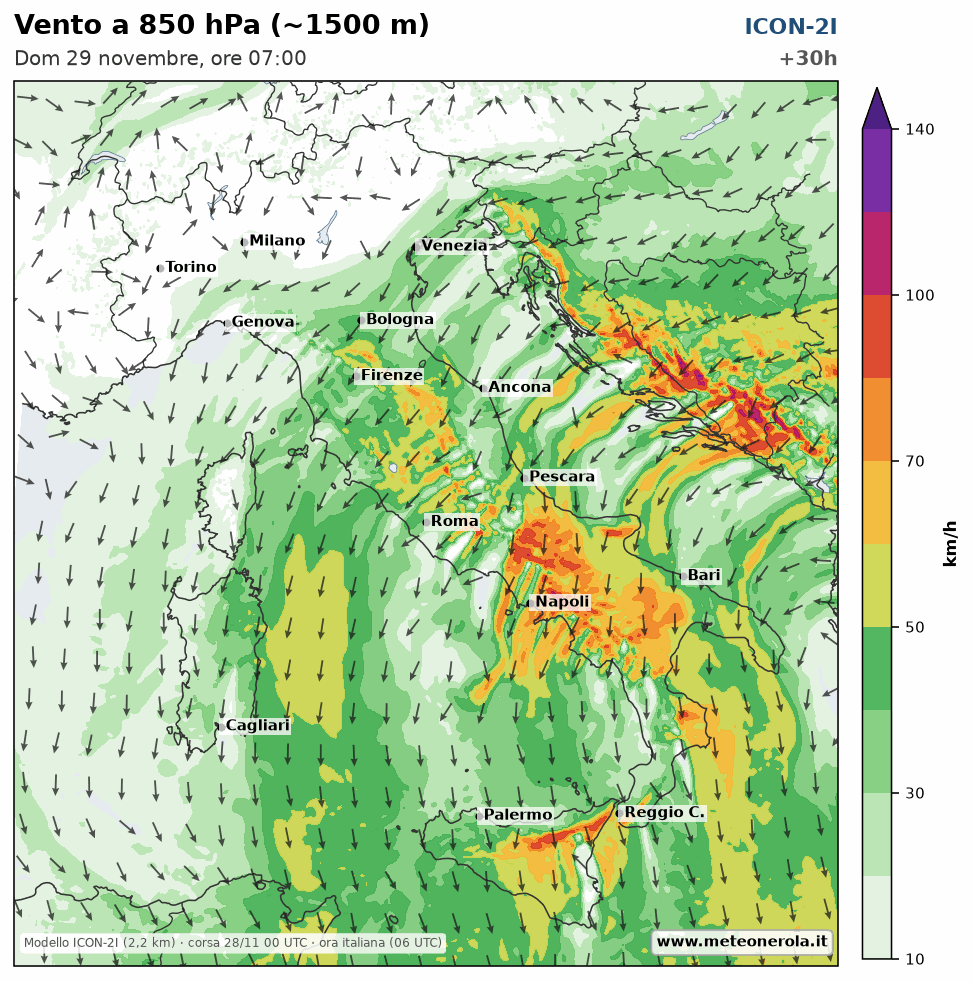 Vento a 850 hPa (~1500 m)
ICON-2I
Dom 29 novembre, ore 07:00
+30h
140
Milano
Venezia
Torino
100
Genova
Bologna
Firenze
Ancona
70
Pescara
Roma
km/h
Bari
Napoli
50
Cagliari
30
Palermo
Reggio C.
Modello ICON-2I (2,2 km) · corsa 28/11 00 UTC · ora italiana (06 UTC)
www.meteonerola.it
10